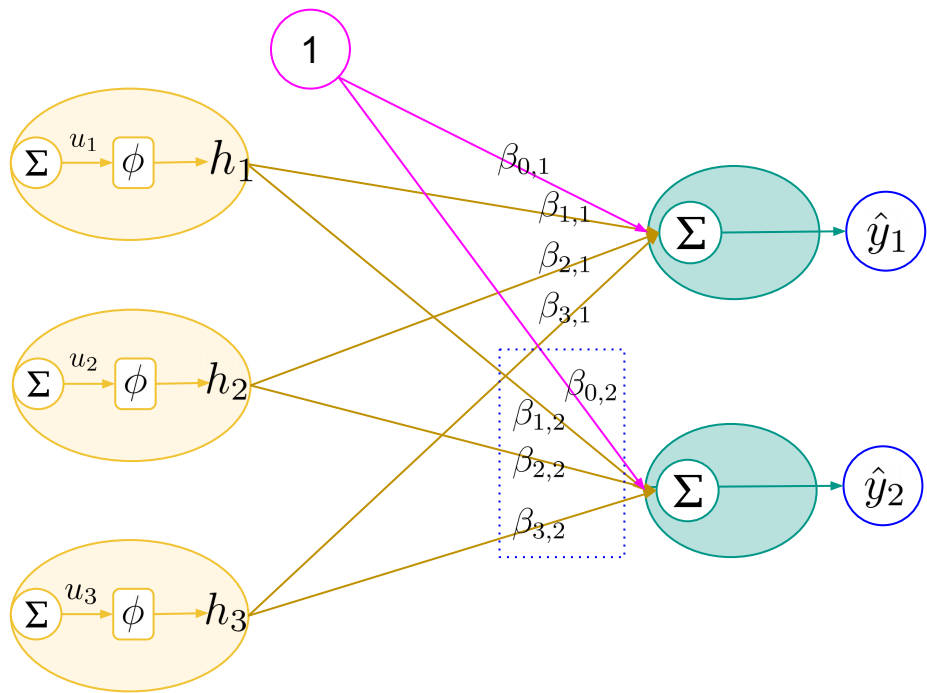 1
Σ u₁ ϕ h₁
β₀,₁
β₁,₁
β₂,₁
β₃,₁
Σ ŷ₁
Σ u₂ ϕ h₂
β₀,₂
β₁,₂
β₂,₂
β₃,₂
Σ ŷ₂
Σ u₃ ϕ h₃